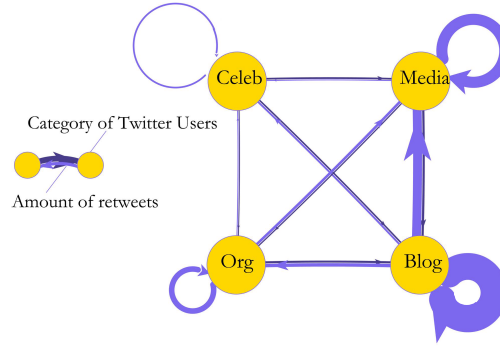 Celeb
Media
Category of Twitter Users
Amount of retweets
Org
Blog